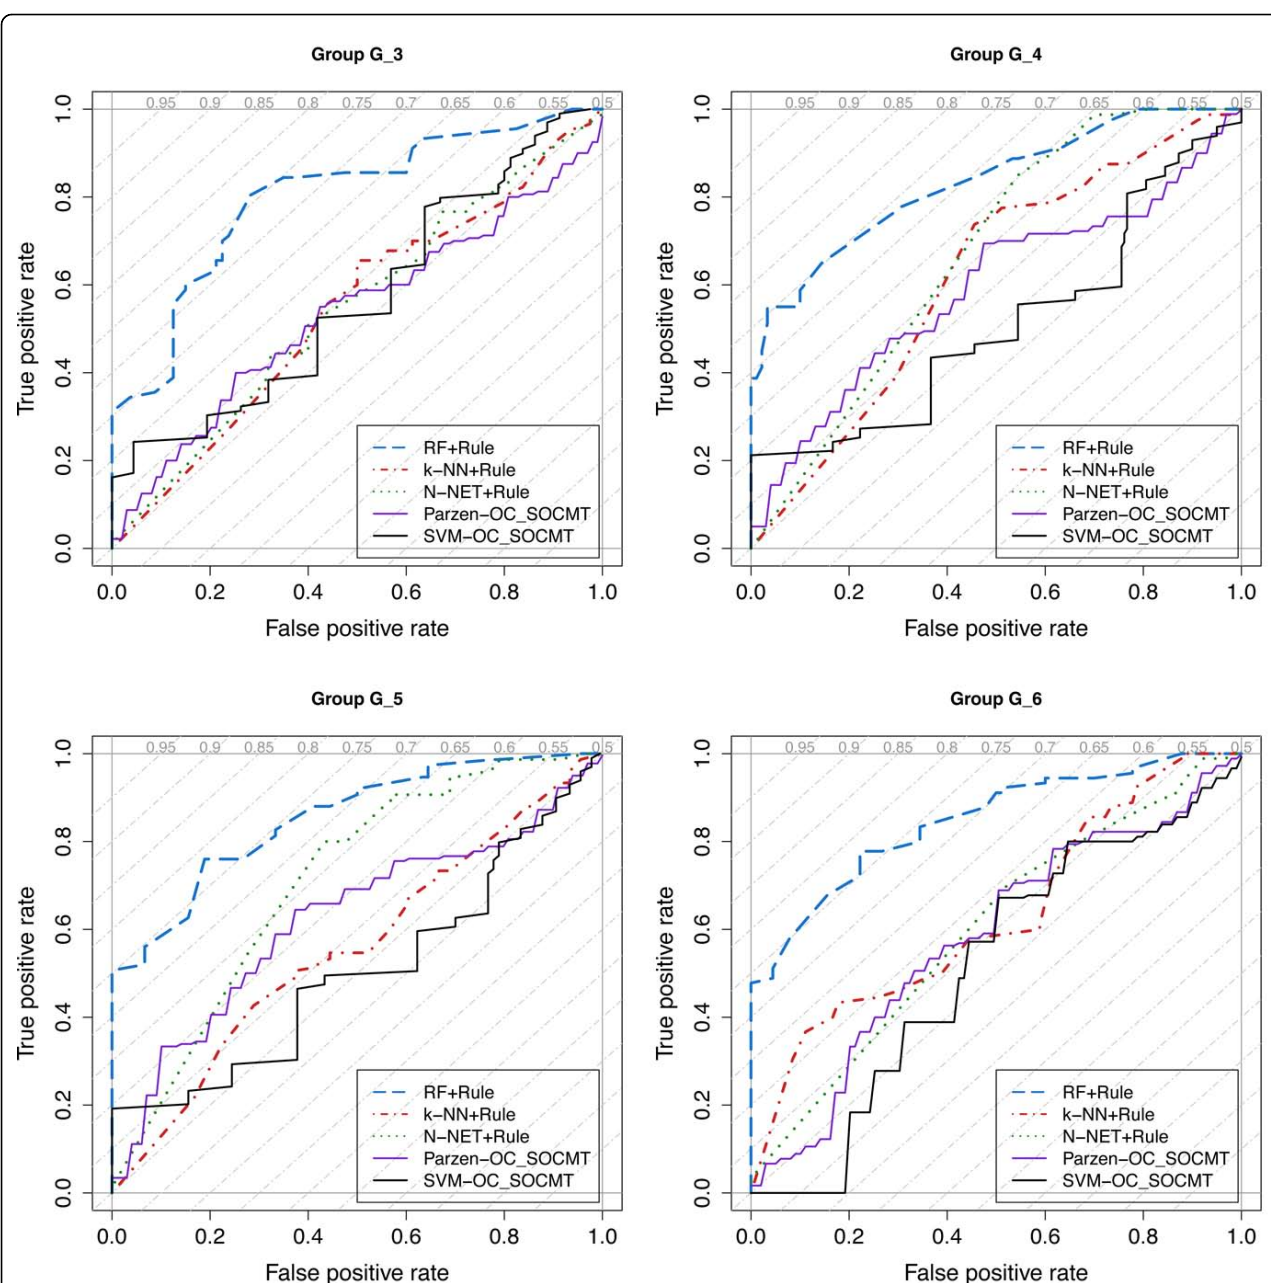 Group G_3
0.95 0.9 0.85 0.8 0.75 0.7 0.65 0.6 0.55 0.5
1.0
0.8
0.6
0.4
0.2
0.0
True positive rate
RF+Rule
k−NN+Rule
N−NET+Rule
Parzen−OC_SOCMT
SVM−OC_SOCMT
0.0 0.2 0.4 0.6 0.8 1.0
False positive rate
Group G_4
0.95 0.9 0.85 0.8 0.75 0.7 0.65 0.6 0.55 0.5
1.0
0.8
0.6
0.4
0.2
0.0
True positive rate
RF+Rule
k−NN+Rule
N−NET+Rule
Parzen−OC_SOCMT
SVM−OC_SOCMT
0.0 0.2 0.4 0.6 0.8 1.0
False positive rate
Group G_5
0.95 0.9 0.85 0.8 0.75 0.7 0.65 0.6 0.55 0.5
1.0
0.8
0.6
0.4
0.2
0.0
True positive rate
RF+Rule
k−NN+Rule
N−NET+Rule
Parzen−OC_SOCMT
SVM−OC_SOCMT
0.0 0.2 0.4 0.6 0.8 1.0
False positive rate
Group G_6
0.95 0.9 0.85 0.8 0.75 0.7 0.65 0.6 0.55 0.5
1.0
0.8
0.6
0.4
0.2
0.0
True positive rate
RF+Rule
k−NN+Rule
N−NET+Rule
Parzen−OC_SOCMT
SVM−OC_SOCMT
0.0 0.2 0.4 0.6 0.8 1.0
False positive rate